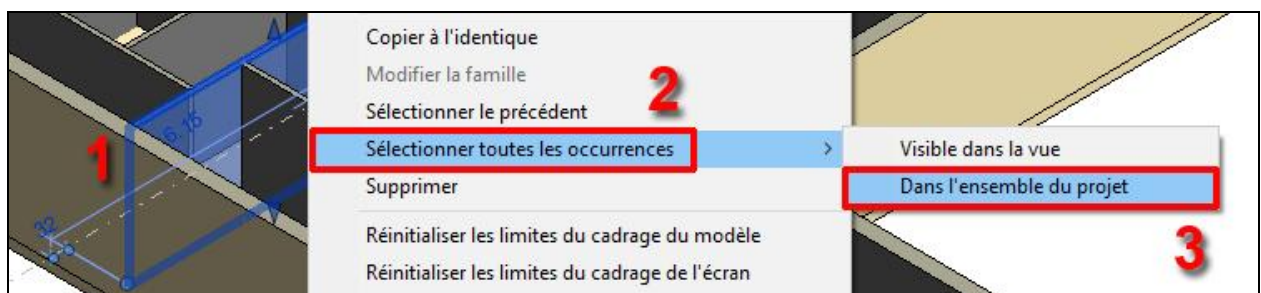 Copier à l'identique
Modifier la famille
2
Sélectionner le précédent
6.15
1
Sélectionner toutes les occurrences >
Visible dans la vue
Supprimer
Dans l'ensemble du projet
32
Réinitialiser les limites du cadrage du modèle
3
Réinitialiser les limites du cadrage de l'écran